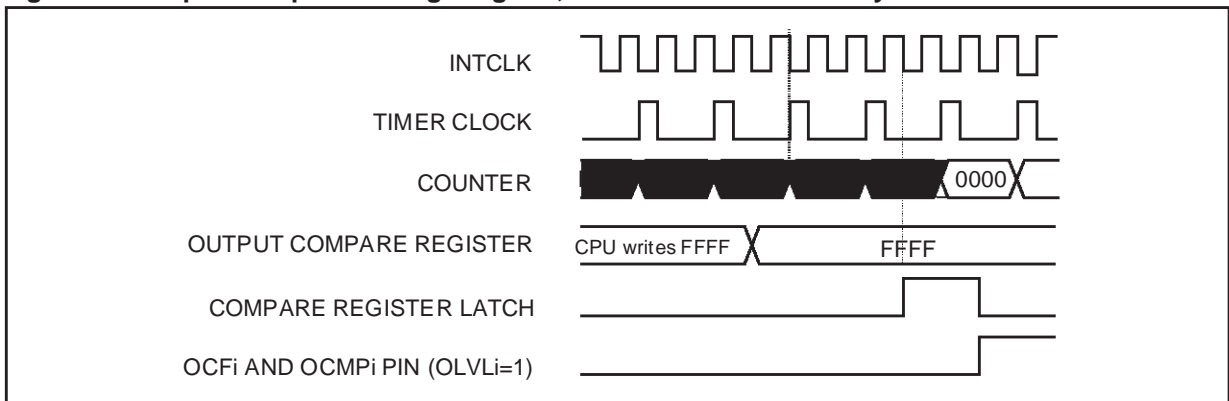 INTCLK
TIMER CLOCK
COUNTER
0000
OUTPUT COMPARE REGISTER
CPU writes FFFF
FFFF
COMPARE REGISTER LATCH
OCFi AND OCMPi PIN (OLVLi=1)